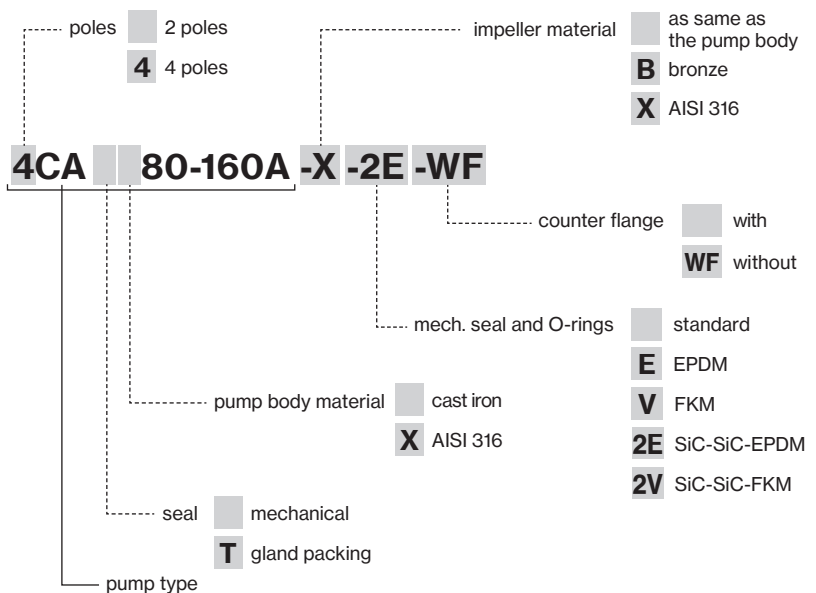 poles 2 poles
4 4 poles
impeller material as same as
the pump body
B bronze
X AISI 316
4CA 80-160A -X -2E -WF
counter flange with
WF without
mech. seal and O-rings standard
E EPDM
V FKM
2E SiC-SiC-EPDM
2V SiC-SiC-FKM
pump body material cast iron
X AISI 316
seal mechanical
T gland packing
pump type